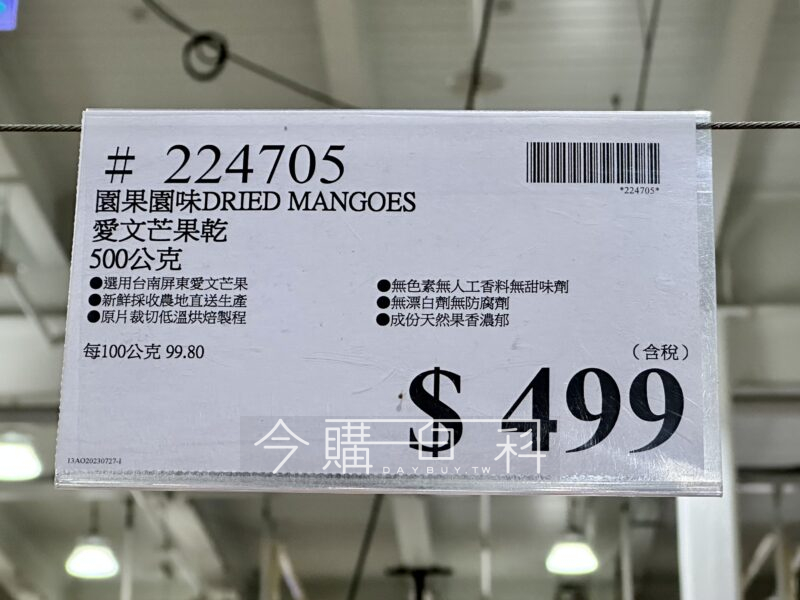 # 224705
*224705*
園果園味DRIED MANGOES
愛文芒果乾
500公克
●選用台南屏東愛文芒果
●新鮮採收農地直送生產
●原片裁切低溫烘焙製程
●無色素無人工香料無甜味劑
●無漂白劑無防腐劑
●成份天然果香濃郁
每100公克 99.80
(含稅)
$ 499
今購百科
DAYBUY.TW
13AO20230727-1